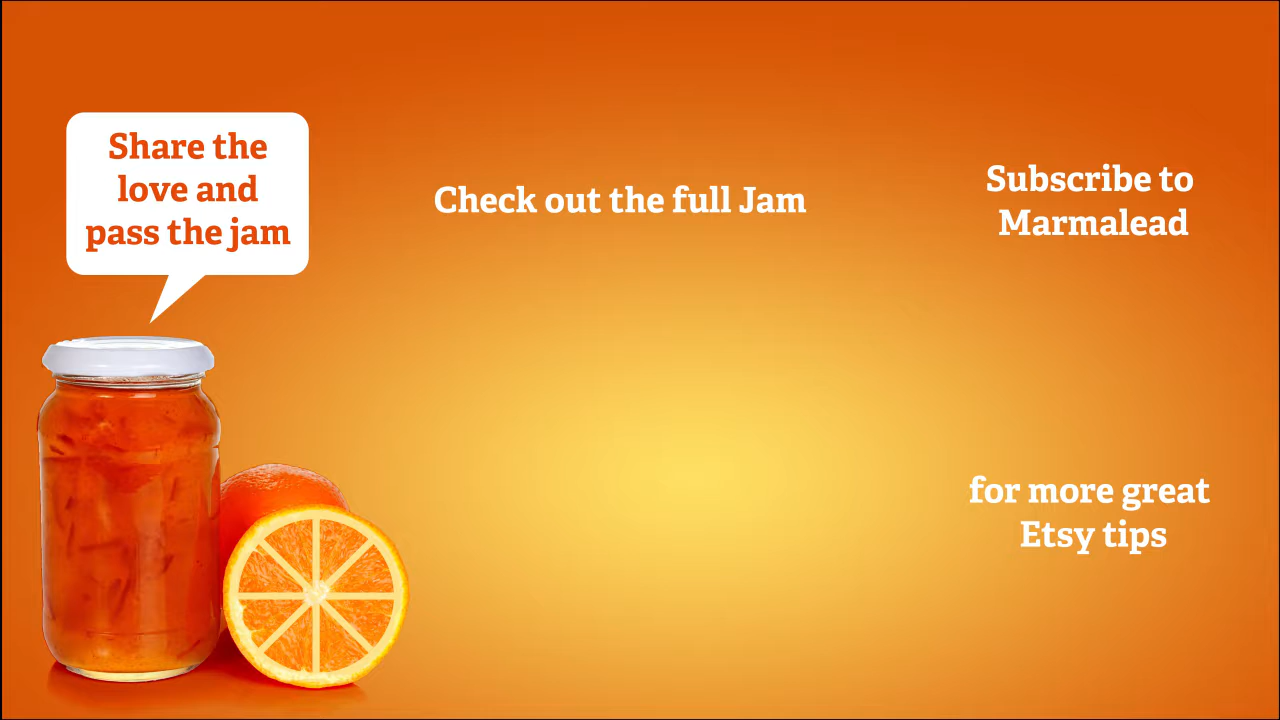 Share the
love and
pass the jam
Check out the full Jam
Subscribe to
Marmalead
for more great
Etsy tips